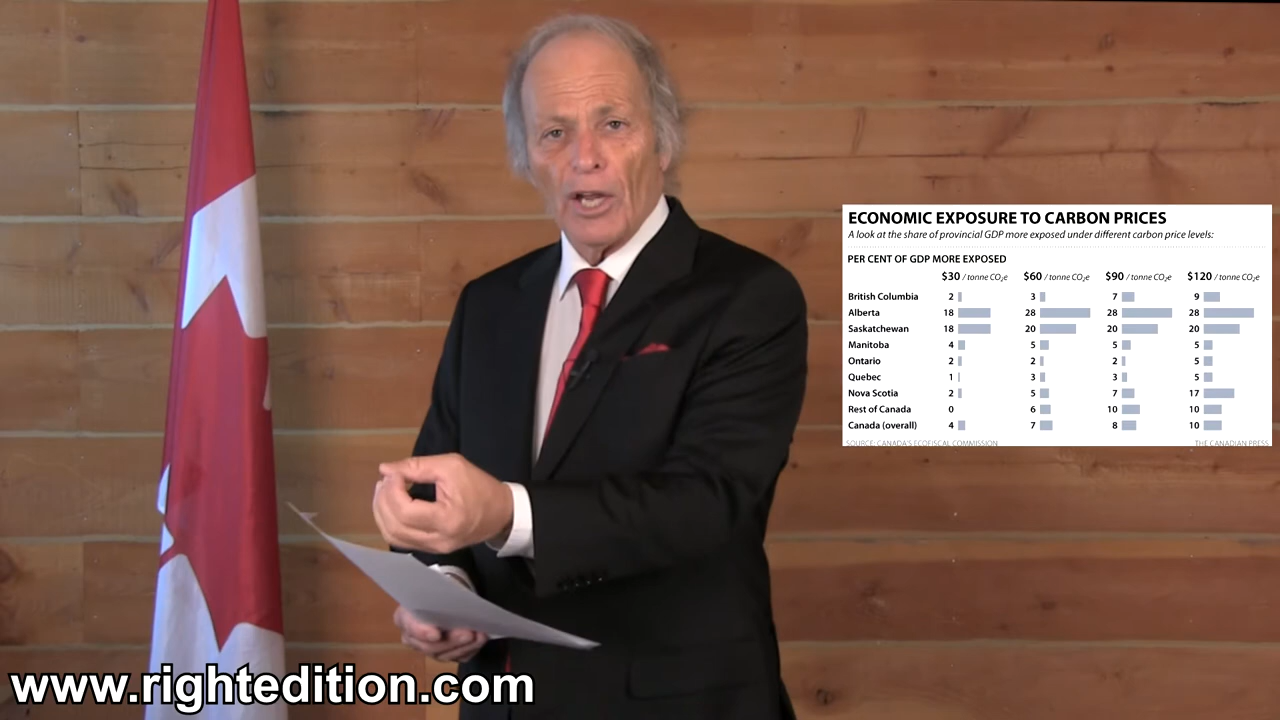 ECONOMIC EXPOSURE TO CARBON PRICES
A look at the share of provincial GDP more exposed under different carbon price levels:
PER CENT OF GDP MORE EXPOSED
$30 / tonne CO₂e $60 / tonne CO₂e $90 / tonne CO₂e $120 / tonne CO₂e
British Columbia 2 3 7 9
Alberta 18 28 28 28
Saskatchewan 18 20 20 20
Manitoba 4 5 5 5
Ontario 2 2 2 5
Quebec 1 3 3 5
Nova Scotia 2 5 7 17
Rest of Canada 0 6 10 10
Canada (overall) 4 7 8 10
SOURCE: CANADA'S ECOFISCAL COMMISSION THE CANADIAN PRESS
www.rightedition.com